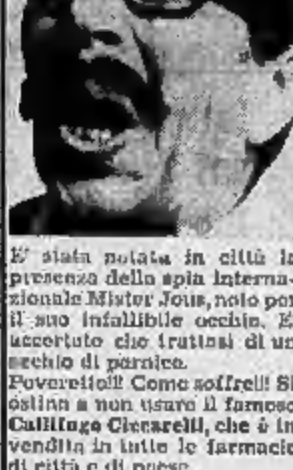 E' stata notata in città la
presenza della spia interna-
zionale Mister Jous, noto per
il suo infallibile occhio. E'
accertato che trattasi di un
occhio di pernice.
Poveretto!!! Come soffre!!! Si
ostina a non usare il famoso
Callifugo Ciccarelli, che è in
vendita in tutte le farmacie
di città e di paese